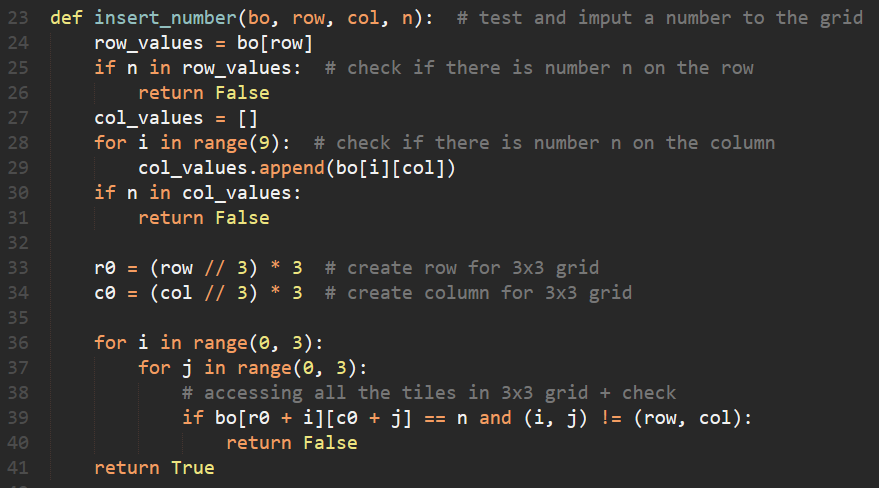 23 def insert_number(bo, row, col, n):  # test and imput a number to the grid
24     row_values = bo[row]
25     if n in row_values:  # check if there is number n on the row
26         return False
27     col_values = []
28     for i in range(9):  # check if there is number n on the column
29         col_values.append(bo[i][col])
30     if n in col_values:
31         return False
32
33     r0 = (row // 3) * 3  # create row for 3x3 grid
34     c0 = (col // 3) * 3  # create column for 3x3 grid
35
36     for i in range(0, 3):
37         for j in range(0, 3):
38             # accessing all the tiles in 3x3 grid + check
39             if bo[r0 + i][c0 + j] == n and (i, j) != (row, col):
40                 return False
41     return True